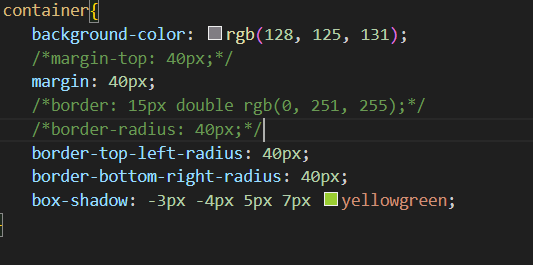 container{
background-color: rgb(128, 125, 131);
/*margin-top: 40px;*/
margin: 40px;
/*border: 15px double rgb(0, 251, 255);*/
/*border-radius: 40px;*/
border-top-left-radius: 40px;
border-bottom-right-radius: 40px;
box-shadow: -3px -4px 5px 7px yellowgreen;
}